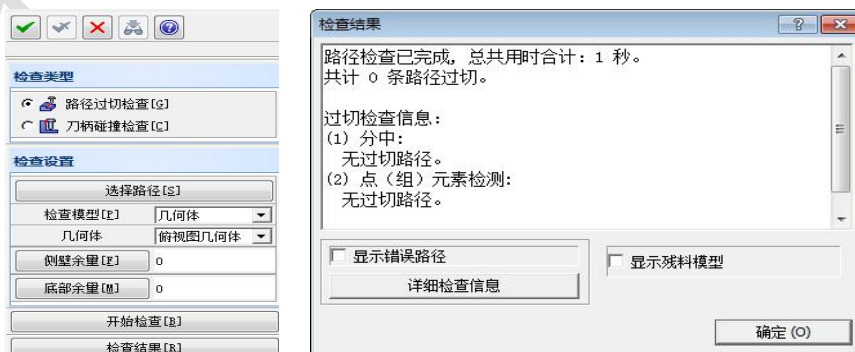 检查类型
路径过切检查[G]
刀柄碰撞检查[C]
检查设置
选择路径[S]
检查模型[P] 几何体
几何体 俯视图几何体
侧壁余量[F] 0
底部余量[M] 0
开始检查[B]
检查结果[R]
检查结果
路径检查已完成, 总共用时合计: 1 秒。
共计 0 条路径过切。
过切检查信息:
(1) 分中:
无过切路径。
(2) 点（组）元素检测:
无过切路径。
显示错误路径
显示残料模型
详细检查信息
确定(O)